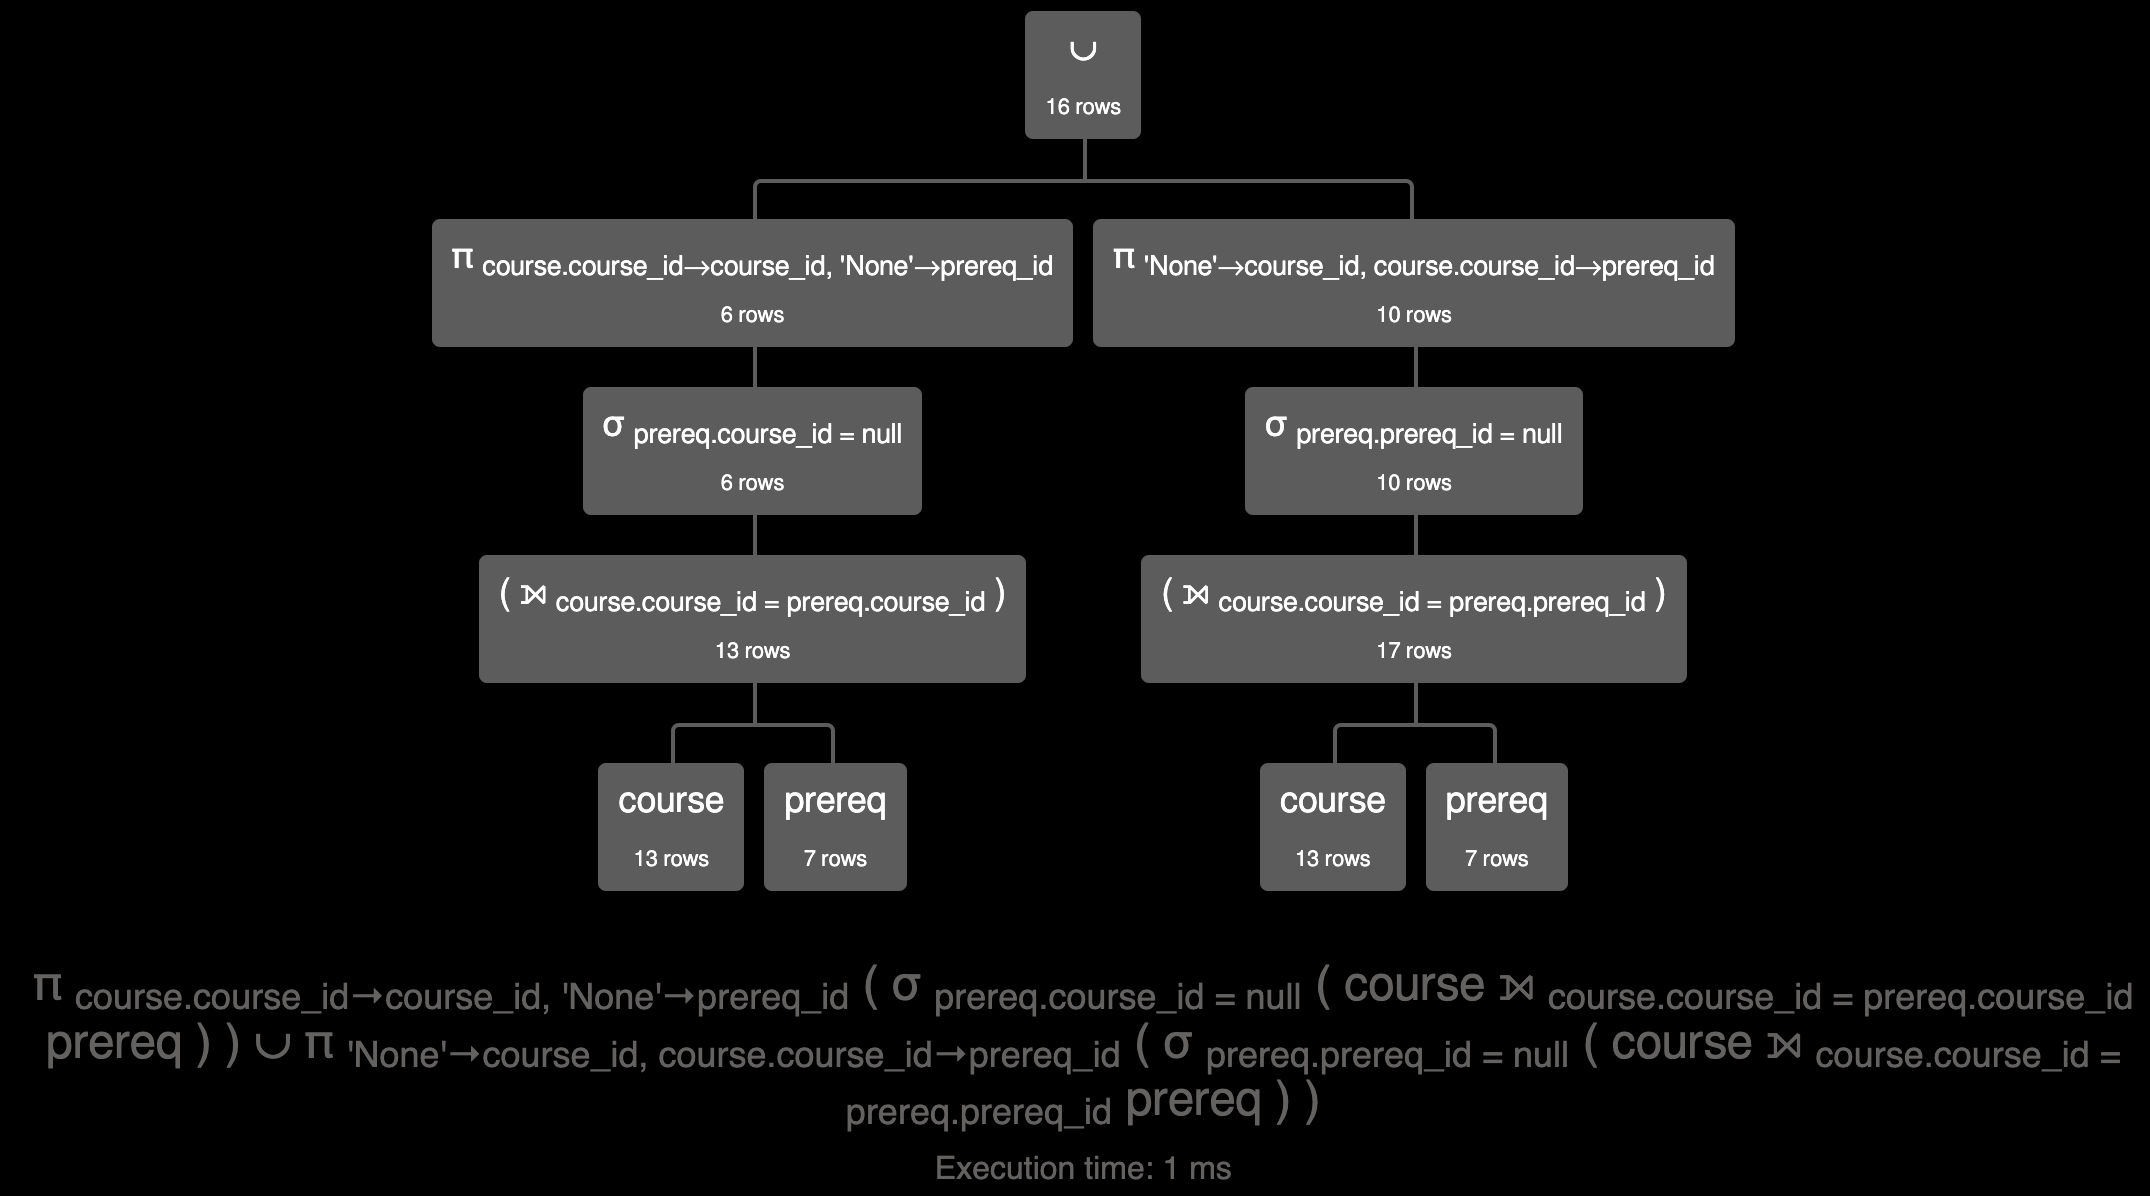 ∪
16 rows
π course.course_id→course_id, 'None'→prereq_id
6 rows
π 'None'→course_id, course.course_id→prereq_id
10 rows
σ prereq.course_id = null
6 rows
σ prereq.prereq_id = null
10 rows
( ⟕ course.course_id = prereq.course_id )
13 rows
( ⟕ course.course_id = prereq.prereq_id )
17 rows
course
13 rows
prereq
7 rows
course
13 rows
prereq
7 rows
π course.course_id→course_id, 'None'→prereq_id ( σ prereq.course_id = null ( course ⟕ course.course_id = prereq.course_id
prereq ) ) ∪ π 'None'→course_id, course.course_id→prereq_id ( σ prereq.prereq_id = null ( course ⟕ course.course_id =
prereq.prereq_id prereq ) )
Execution time: 1 ms